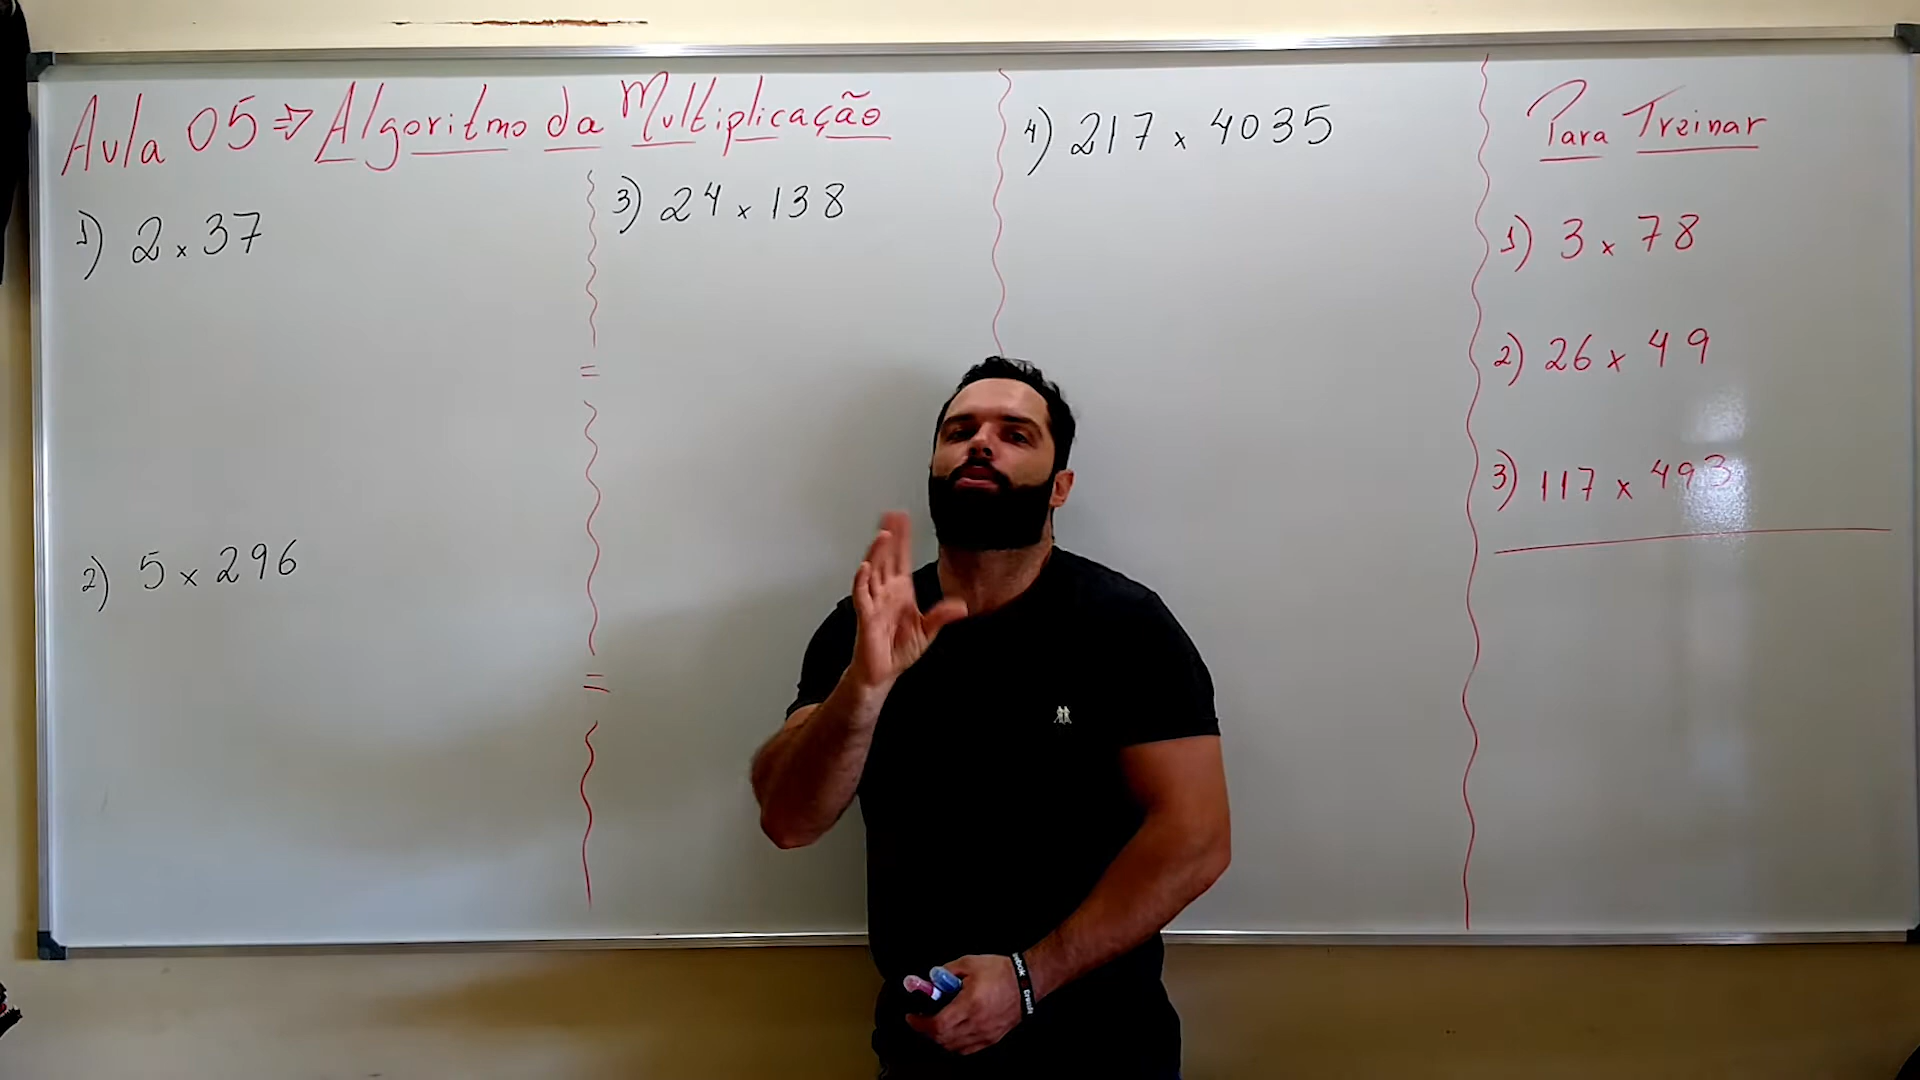 Aula 05 ⇒ Algoritmo da Multiplicação
1) 2 x 37
2) 5 x 296
3) 24 x 138
4) 217 x 4035
Para Treinar
1) 3 x 78
2) 26 x 49
3) 117 x 493